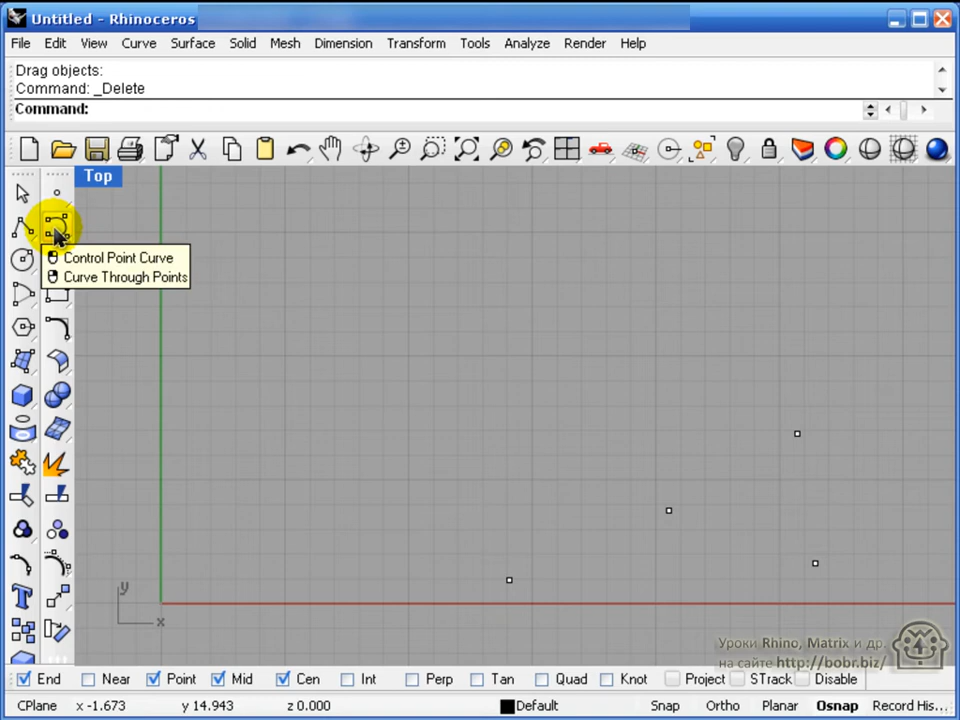 Untitled - Rhinoceros
File Edit View Curve Surface Solid Mesh Dimension Transform Tools Analyze Render Help
Drag objects:
Command: _Delete
Command:
Top
Control Point Curve
Curve Through Points
y
x
Уроки Rhino, Matrix и др.
на сайте http://bobr.biz/
End Near Point Mid Cen Int Perp Tan Quad Knot Project STrack Disable
CPlane x -1.673 y 14.943 z 0.000 Default Snap Ortho Planar Osnap Record His...